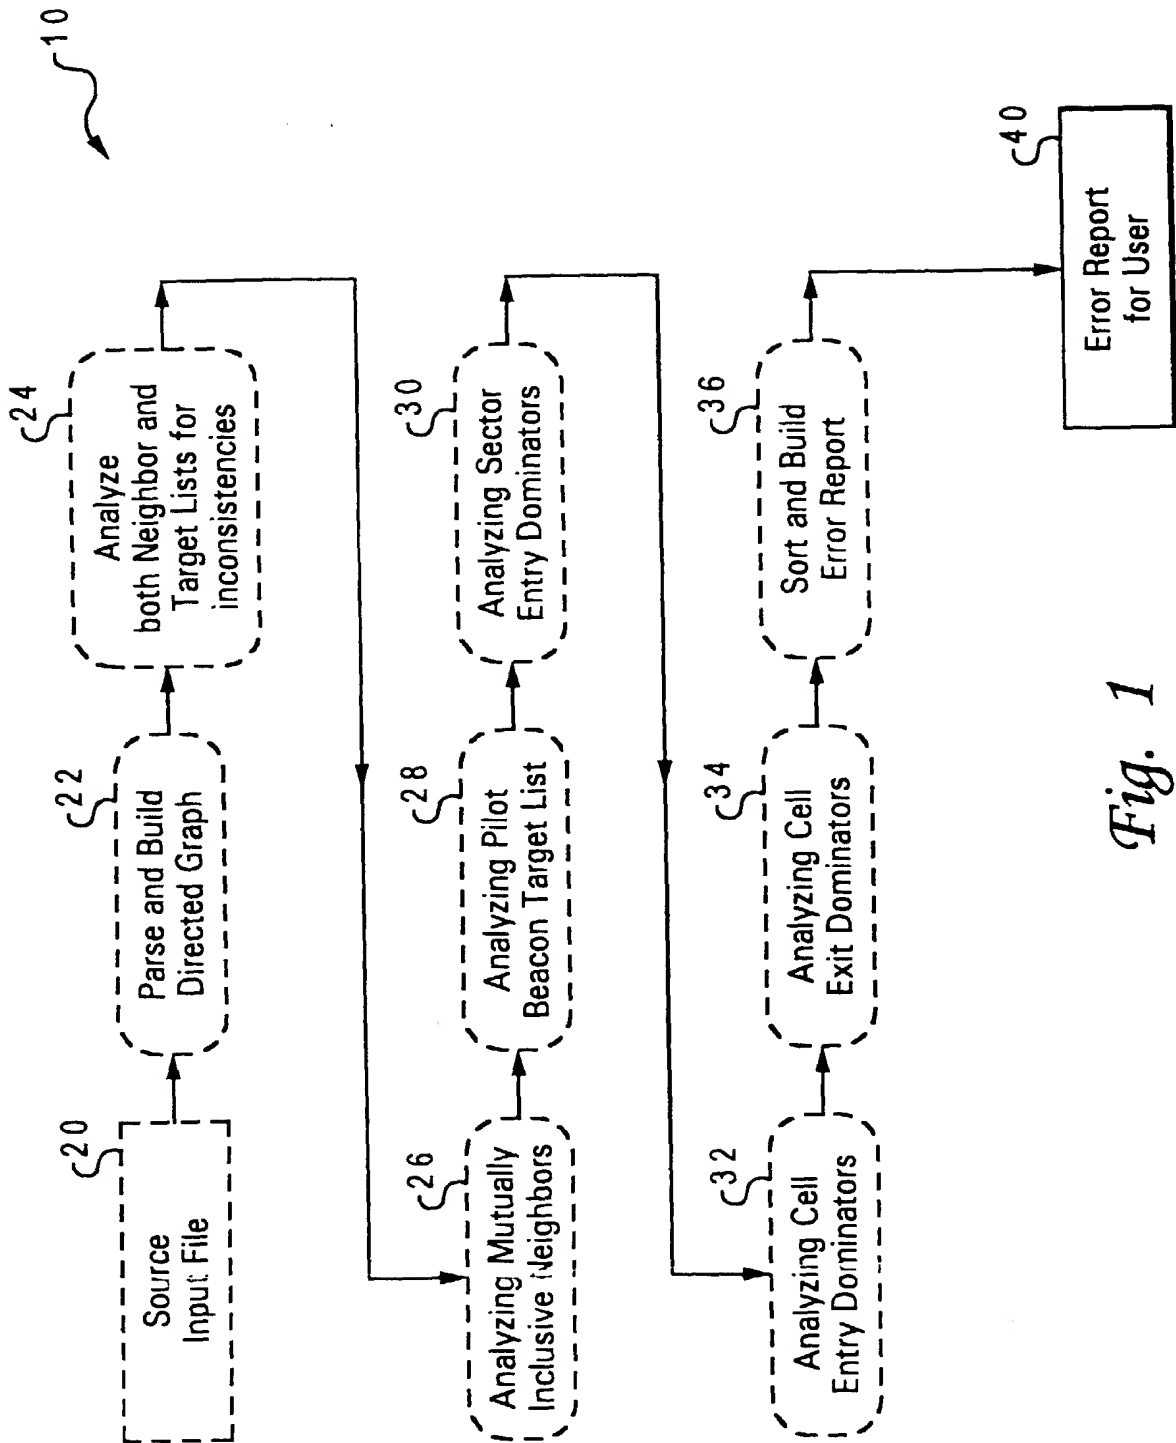 10
20
Source
Input File
22
Parse and Build
Directed Graph
24
Analyze
both Neighbor and
Target Lists for
inconsistencies
26
Analyzing Mutually
Inclusive Neighbors
28
Analyzing Pilot
Beacon Target List
30
Analyzing Sector
Entry Dominators
32
Analyzing Cell
Entry Dominators
34
Analyzing Cell
Exit Dominators
36
Sort and Build
Error Report
40
Error Report
for User
Fig. 1